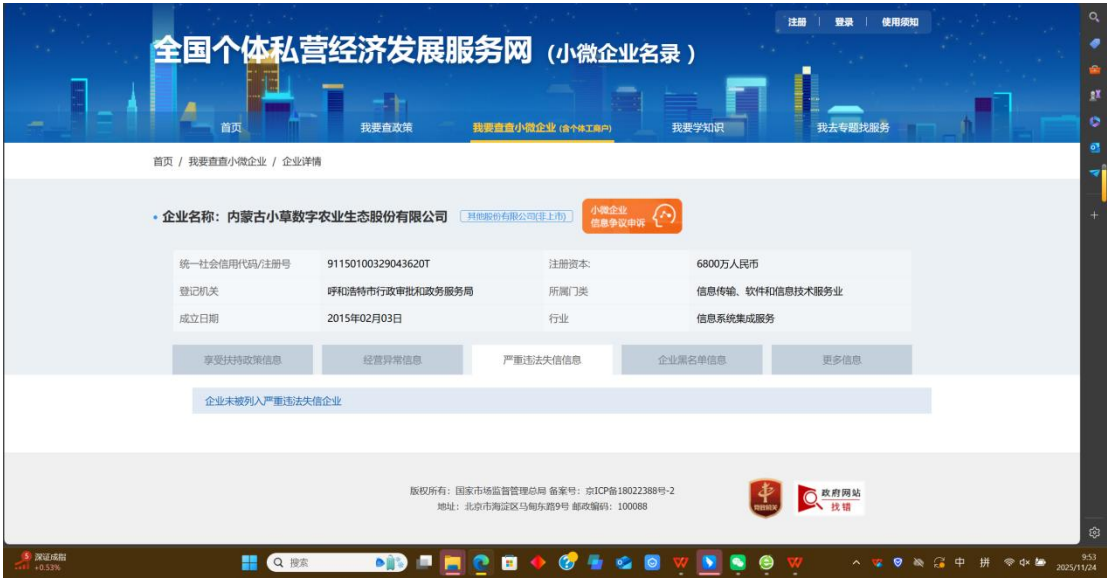 注册 | 登录 | 使用须知
全国个体私营经济发展服务网（小微企业名录）
首页 我要查政策 我要查查小微企业 (含个体工商户) 我要学知识 我去专题找服务
首页 / 我要查查小微企业 / 企业详情
企业名称：内蒙古小草数字农业生态股份有限公司 其他股份有限公司(非上市) 小微企业
信息争议申诉
统一社会信用代码/注册号 91150100329043620T 注册资本: 6800万人民币
登记机关 呼和浩特市行政审批和政务服务局 所属门类 信息传输、软件和信息技术服务业
成立日期 2015年02月03日 行业 信息系统集成服务
享受扶持政策信息 经营异常信息 严重违法失信信息 企业黑名单信息 更多信息
企业未被列入严重违法失信企业
版权所有：国家市场监督管理总局 备案号：京ICP备18022388号-2
地址：北京市海淀区马甸东路9号 邮政编码：100088
政府网站
找错
5 深证成指
+0.53%
搜索
中 拼
9:53
2025/11/24